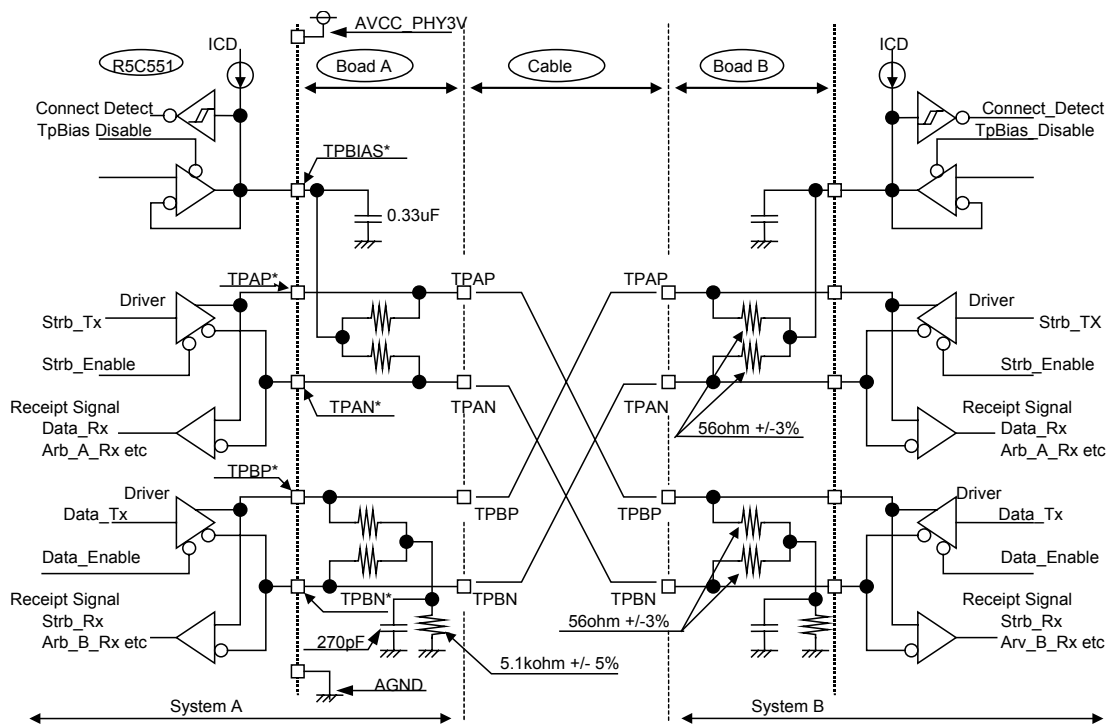 AVCC_PHY3V
ICD
ICD
R5C551
Boad A
Cable
Boad B
Connect Detect
Connect_Detect
TpBias Disable
TpBias_Disable
TPBIAS*
0.33uF
TPAP*
TPAP
TPAP
Driver
Driver
Strb_Tx
Strb_TX
Strb_Enable
Strb_Enable
TPAN*
TPAN
TPAN
Receipt Signal
Data_Rx
Arb_A_Rx etc
56ohm +/-3%
Receipt Signal
Data_Rx
Arb_A_Rx etc
TPBP*
TPBP
TPBP
Driver
Driver
Data_Tx
Data_Tx
Data_Enable
Data_Enable
TPBN*
TPBN
TPBN
Receipt Signal
Strb_Rx
Arb_B_Rx etc
270pF
5.1kohm +/- 5%
56ohm +/-3%
Receipt Signal
Strb_Rx
Arv_B_Rx etc
AGND
System A
System B